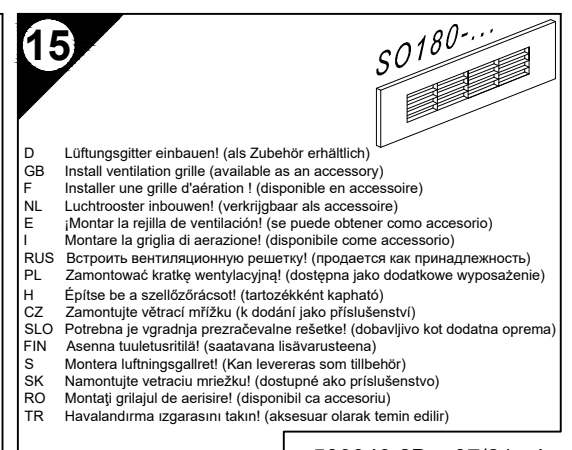 15
SO180-...
D Lüftungsgitter einbauen! (als Zubehör erhältlich)
GB Install ventilation grille (available as an accessory)
F Installer une grille d'aération ! (disponible en accessoire)
NL Luchtrooster inbouwen! (verkrijgbaar als accessoire)
E ¡Montar la rejilla de ventilación! (se puede obtener como accesorio)
I Montare la griglia di aerazione! (disponibile come accessorio)
RUS Встроить вентиляционную решетку! (продается как принадлежность)
PL Zamontować kratkę wentylacyjną! (dostępna jako dodatkowe wyposażenie)
H Építse be a szellőzőrácsot! (tartozékként kapható)
CZ Zamontujte větrací mřížku (k dodání jako příslušenství)
SLO Potrebna je vgradnja prezračevalne rešetke! (dobavljivo kot dodatna oprema)
FIN Asenna tuuletusritilä! (saatavana lisävarusteena)
S Montera luftningsgallret! (Kan levereras som tillbehör)
SK Namontujte vetraciu mriežku! (dostupné ako príslušenstvo)
RO Montaţi grilajul de aerisire! (disponibil ca accesoriu)
TR Havalandırma ızgarasını takın! (aksesuar olarak temin edilir)